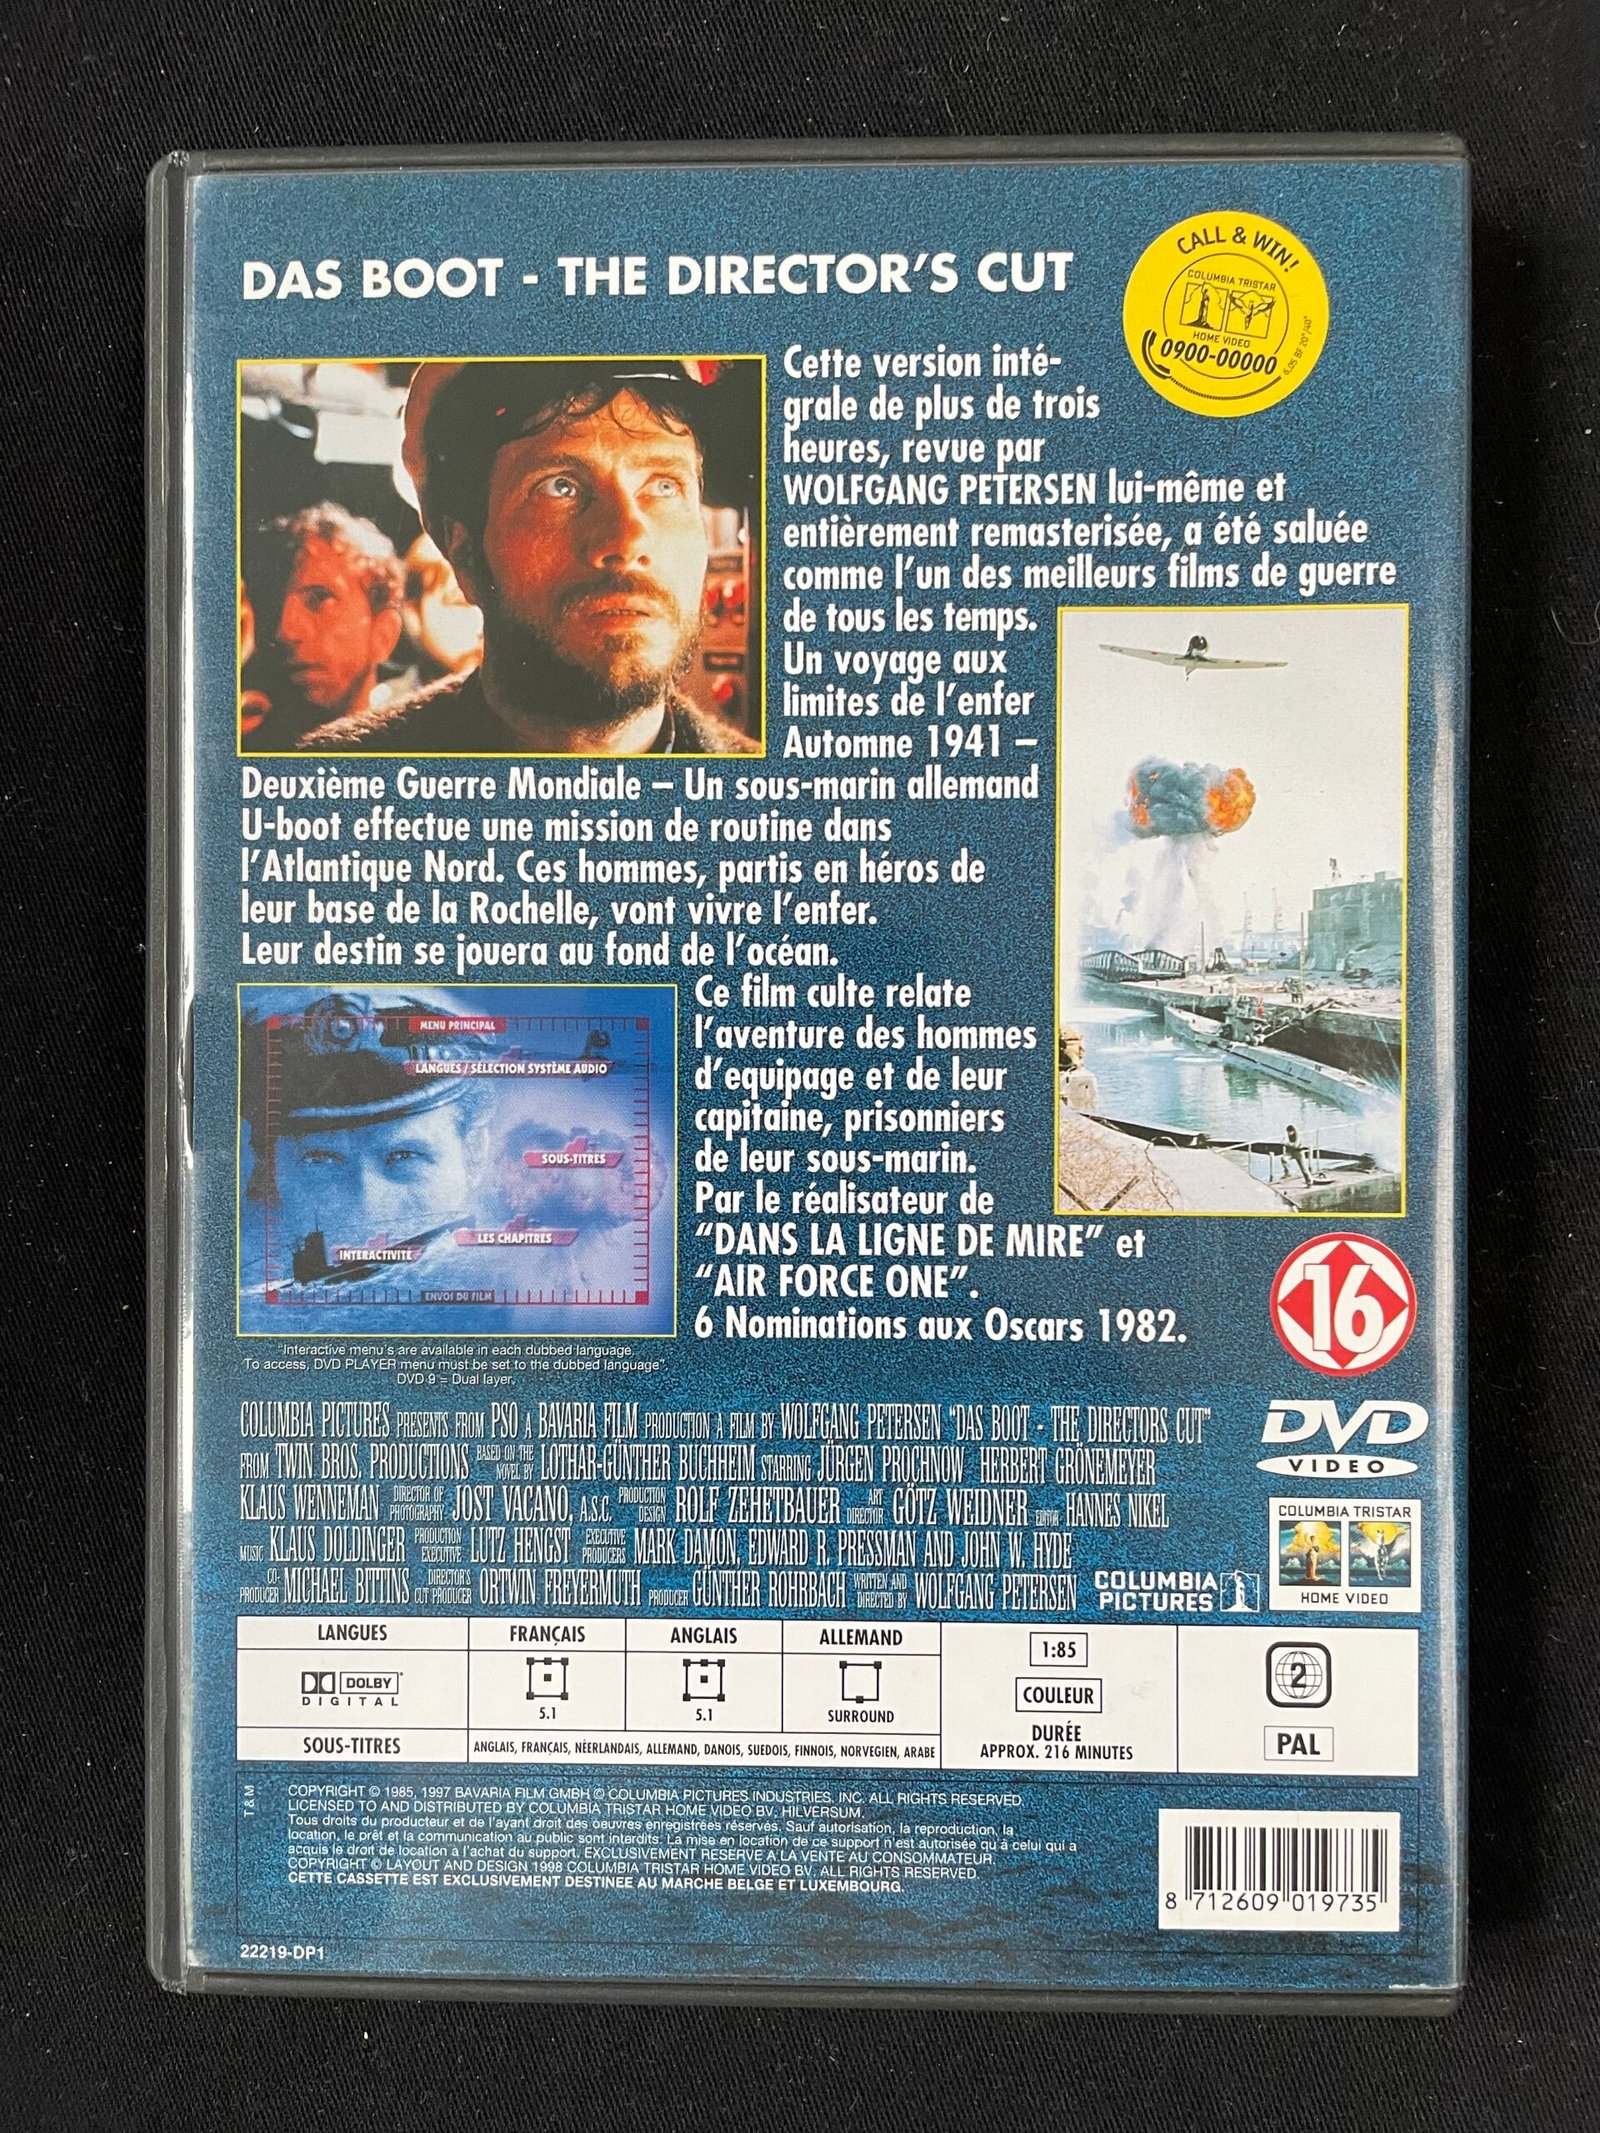 DAS BOOT - THE DIRECTOR'S CUT
CALL & WIN!
COLUMBIA TRISTAR
HOME VIDEO
0900-00000
6,05 BF 20"/40"
Cette version inté-
grale de plus de trois
heures, revue par
WOLFGANG PETERSEN lui-même et
entièrement remasterisée, a été saluée
comme l'un des meilleurs films de guerre
de tous les temps.
Un voyage aux
limites de l'enfer
Automne 1941 –
Deuxième Guerre Mondiale – Un sous-marin allemand
U-boot effectue une mission de routine dans
l'Atlantique Nord. Ces hommes, partis en héros de
leur base de la Rochelle, vont vivre l'enfer.
Leur destin se jouera au fond de l'océan.
Ce film culte relate
l'aventure des hommes
d'equipage et de leur
capitaine, prisonniers
de leur sous-marin.
Par le réalisateur de
"DANS LA LIGNE DE MIRE" et
"AIR FORCE ONE".
6 Nominations aux Oscars 1982.
MENU PRINCIPAL
LANGUES / SÉLECTION SYSTÈME AUDIO
SOUS-TITRES
LES CHAPITRES
INTERACTIVITÉ
ENVOI DU FILM
"Interactive menu's are available in each dubbed language.
To access, DVD PLAYER menu must be set to the dubbed language".
DVD 9 = Dual layer.
16
COLUMBIA PICTURES PRESENTS FROM PSO A BAVARIA FILM PRODUCTION A FILM BY WOLFGANG PETERSEN "DAS BOOT - THE DIRECTORS CUT"
FROM TWIN BROS. PRODUCTIONS BASED ON THE NOVEL BY LOTHAR-GÜNTHER BUCHHEIM STARRING JÜRGEN PROCHNOW HERBERT GRÖNEMEYER
KLAUS WENNEMAN DIRECTOR OF PHOTOGRAPHY JOST VACANO, A.S.C. PRODUCTION DESIGN ROLF ZEHETBAUER ART DIRECTOR GÖTZ WEIDNER EDITOR HANNES NIKEL
MUSIC KLAUS DOLDINGER PRODUCTION EXECUTIVE LUTZ HENGST EXECUTIVE PRODUCERS MARK DAMON, EDWARD R. PRESSMAN AND JOHN W. HYDE
CO-PRODUCER MICHAEL BITTINS DIRECTOR'S CUT PRODUCER ORTWIN FREYERMUTH PRODUCER GÜNTHER ROHRBACH WRITTEN AND DIRECTED BY WOLFGANG PETERSEN
COLUMBIA
PICTURES
DVD
VIDEO
COLUMBIA TRISTAR
HOME VIDEO
LANGUES FRANÇAIS ANGLAIS ALLEMAND
DOLBY
DIGITAL
5.1 5.1 SURROUND
SOUS-TITRES ANGLAIS, FRANÇAIS, NÉERLANDAIS, ALLEMAND, DANOIS, SUEDOIS, FINNOIS, NORVEGIEN, ARABE
1:85
COULEUR
DURÉE
APPROX. 216 MINUTES
2
PAL
T & M
COPYRIGHT © 1985, 1997 BAVARIA FILM GMBH © COLUMBIA PICTURES INDUSTRIES. INC. ALL RIGHTS RESERVED.
LICENSED TO AND DISTRIBUTED BY COLUMBIA TRISTAR HOME VIDEO BV. HILVERSUM.
Tous droits du producteur et de l'ayant droit des oeuvres enregistrées réservés. Sauf autorisation, la reproduction, la
location, le prêt et la communication au public sont interdits. La mise en location de ce support n'est autorisée qu'à celui qui a
acquis le droit de location à l'achat du support. EXCLUSIVEMENT RESERVE A LA VENTE AU CONSOMMATEUR.
COPYRIGHT © LAYOUT AND DESIGN 1998 COLUMBIA TRISTAR HOME VIDEO BV. ALL RIGHTS RESERVED.
CETTE CASSETTE EST EXCLUSIVEMENT DESTINEE AU MARCHE BELGE ET LUXEMBOURG.
8 712609 019735
22219-DP1